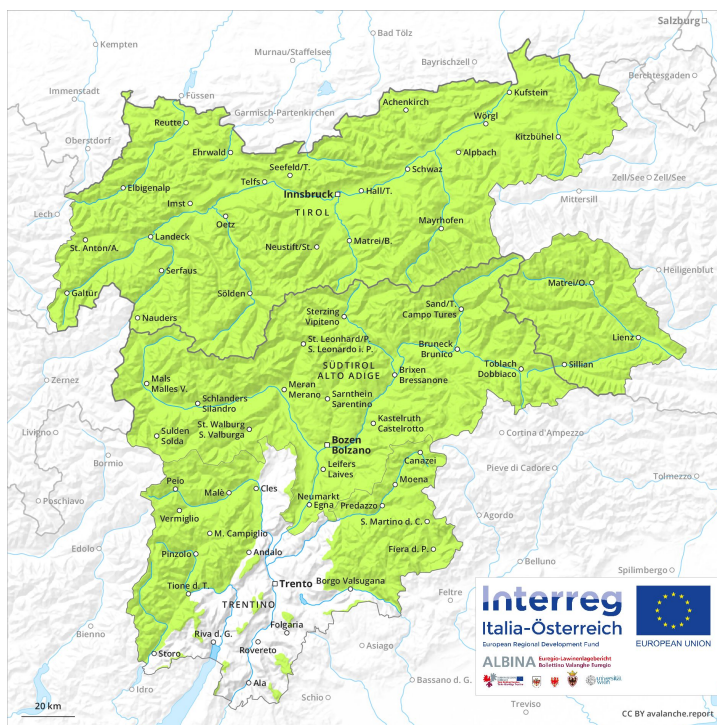 Salzburg
Kempten
Bad Tölz
Murnau/Staffelsee
Bayrischzell
Berchtesgaden
Immenstadt
Füssen
Kufstein
Achenkirch
Garmisch-Partenkirchen
Wörgl
Reutte
Oberstdorf
Kitzbühel
Ehrwald
Alpbach
Seefeld/T.
Schwaz
Telfs
Zell/See
Zell/See
Elbigenalp
Innsbruck
Hall/T.
Mittersill
Imst
Lech
TIROL
Oetz
Mayrhofen
Landeck
St. Anton/A.
Neustift/St.
Matrei/B.
Serfaus
Heiligenblut
Galtür
Sölden
Matrei/O.
Nauders
Sterzing
Vipiteno
Sand/T.
Campo Tures
Lienz
St. Leonhard/P.
S. Leonardo i. P.
Bruneck
Brunico
SÜDTIROL
ALTO ADIGE
Toblach
Dobbiaco
Sillian
Zernez
Mals
Malles V.
Meran
Merano
Brixen
Bressanone
Schlanders
Silandro
Sarnthein
Sarentino
St. Walburg
S. Valburga
Kastelruth
Castelrotto
Livigno
Sulden
Solda
Cortina d'Ampezzo
Bozen
Bolzano
Bormio
Canazei
Pieve di Cadore
Leifers
Laives
Tolmezzo
Peio
Moena
Malè
Cles
Poschiavo
Neumarkt
Egna
Predazzo
Agordo
Vermiglio
S. Martino d. C.
M. Campiglio
Edolo
Pinzolo
Andalo
Fiera d. P.
Belluno
Spilimbergo
Tione d. T.
Trento
Borgo Valsugana
Feltre
TRENTINO
Bienno
Folgaria
Riva d. G.
Rovereto
Asiago
Storo
Bassano d. G.
Idro
Ala
Schio
Treviso
20 km
Interreg
Italia-Österreich
European Regional Development Fund
EUROPEAN UNION
ALBINA
Euregio-Lawinenlagebericht
Bollettino Valanghe Euregio
CC BY avalanche.report